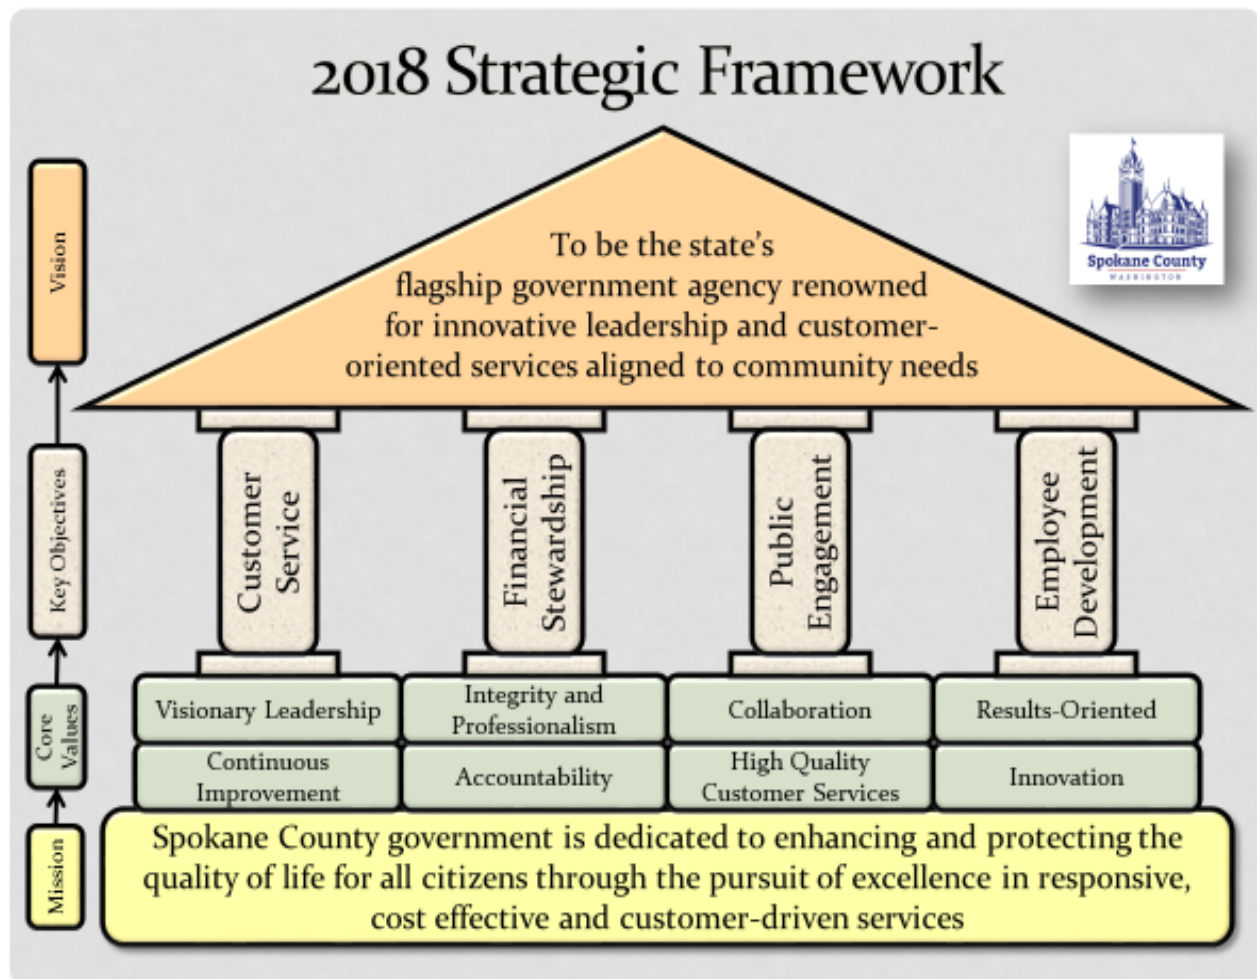 2018 Strategic Framework
Spokane County
WASHINGTON
Vision
To be the state’s
flagship government agency renowned
for innovative leadership and customer-
oriented services aligned to community needs
Key Objectives
Customer
Service
Financial
Stewardship
Public
Engagement
Employee
Development
Core
Values
Visionary Leadership
Integrity and
Professionalism
Collaboration
Results-Oriented
Continuous
Improvement
Accountability
High Quality
Customer Services
Innovation
Mission
Spokane County government is dedicated to enhancing and protecting the
quality of life for all citizens through the pursuit of excellence in responsive,
cost effective and customer-driven services